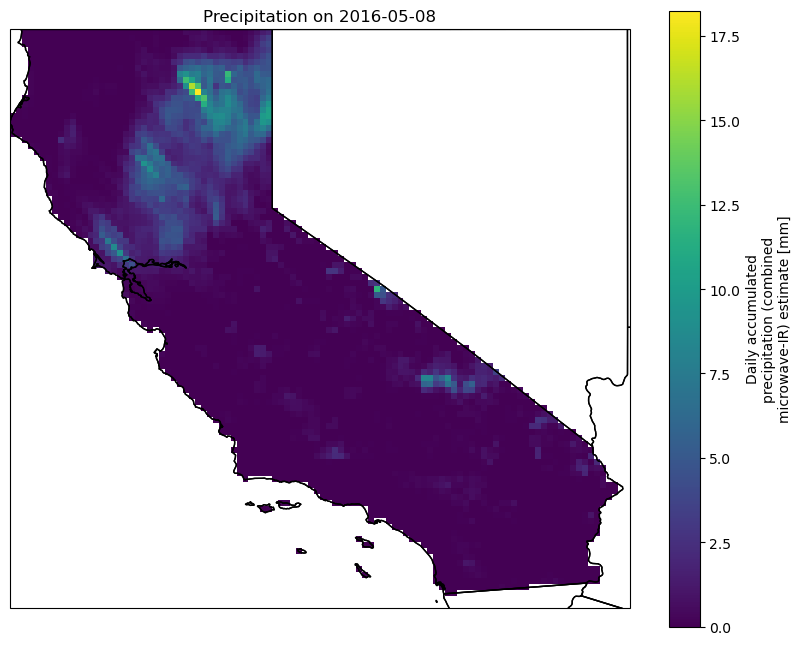 Precipitation on 2016-05-08
17.5
15.0
12.5
10.0
7.5
5.0
2.5
0.0
Daily accumulated
precipitation (combined
microwave-IR) estimate [mm]